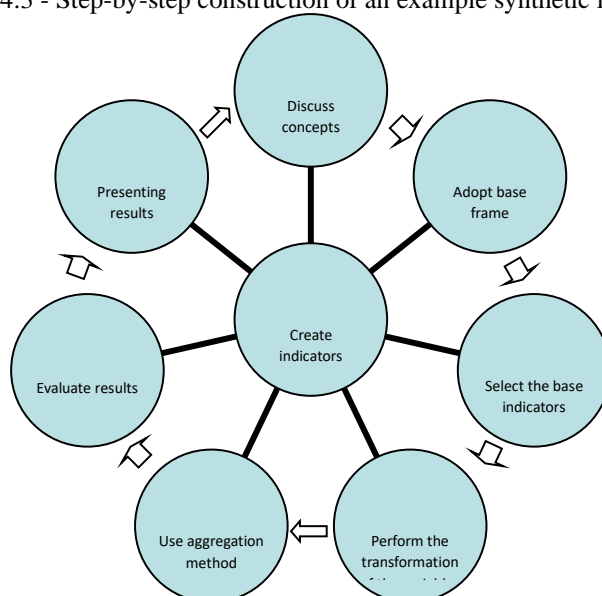 4.3 - Step-by-step construction of an example synthetic
Discuss
concepts
Presenting
results
Adopt base
frame
Create
indicators
Evaluate results
Select the base
indicators
Use aggregation
method
Perform the
transformation